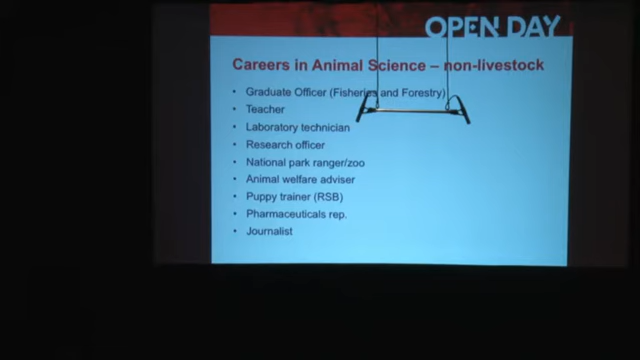 OPEN DAY
Careers in Animal Science – non-livestock
• Graduate Officer (Fisheries and Forestry)
• Teacher
• Laboratory technician
• Research officer
• National park ranger/zoo
• Animal welfare adviser
• Puppy trainer (RSB)
• Pharmaceuticals rep.
• Journalist